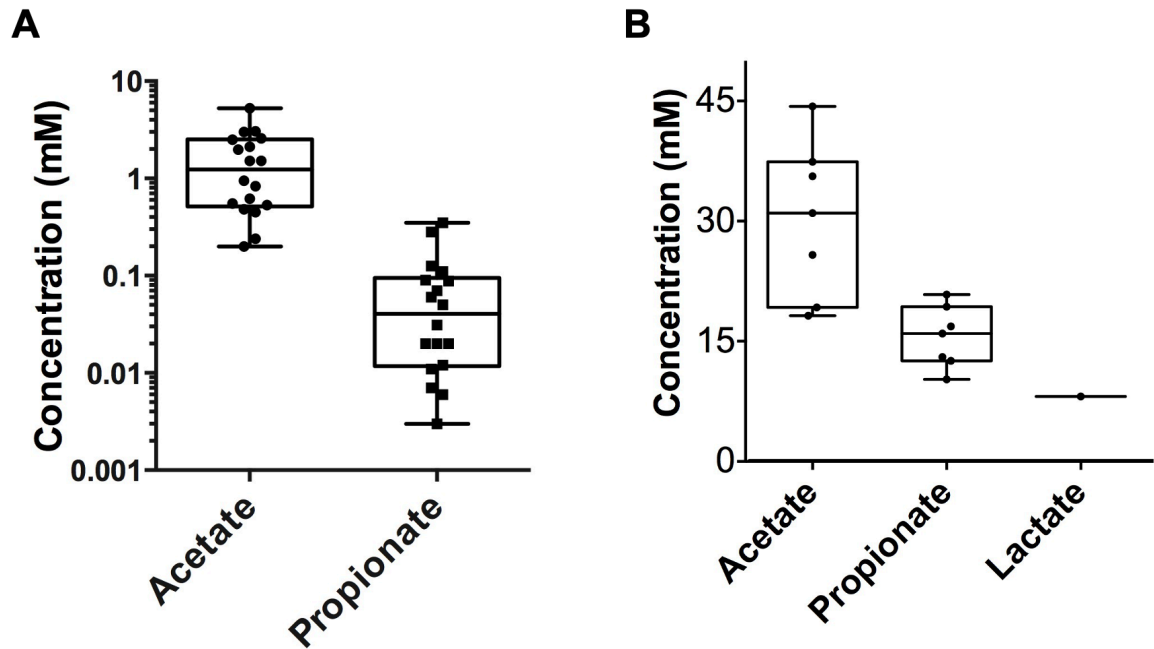 A
Concentration (mM)
10
1
0.1
0.01
0.001
Acetate
Propionate
B
Concentration (mM)
45
30
15
0
Acetate
Propionate
Lactate